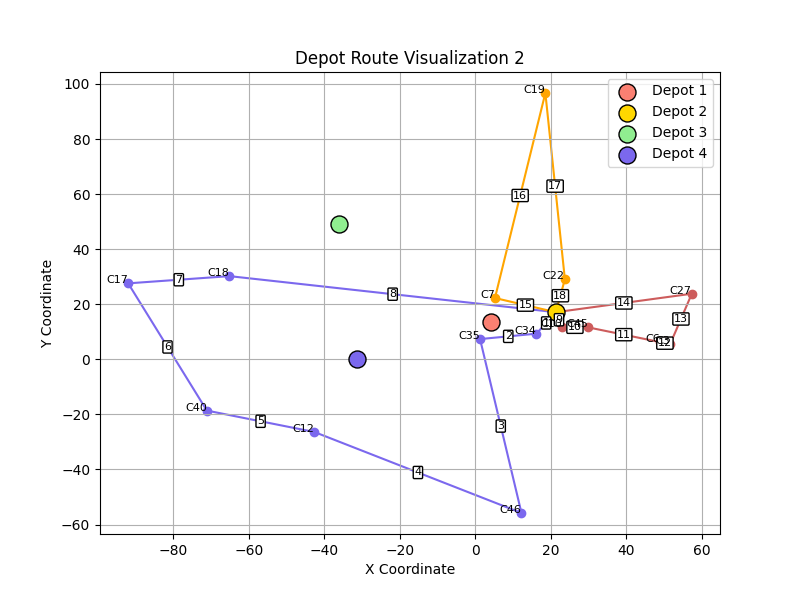 Depot Route Visualization 2
Depot 1
Depot 2
Depot 3
Depot 4
Y Coordinate
100
80
60
40
20
0
−20
−40
−60
−80
−60
−40
−20
0
20
40
60
X Coordinate
C19
17
16
C22
C17
7
C18
8
C7
15
18
14
C27
13
C35
2
C34
1
9
10
C45
11
12
6
3
C40
5
C12
4
C46